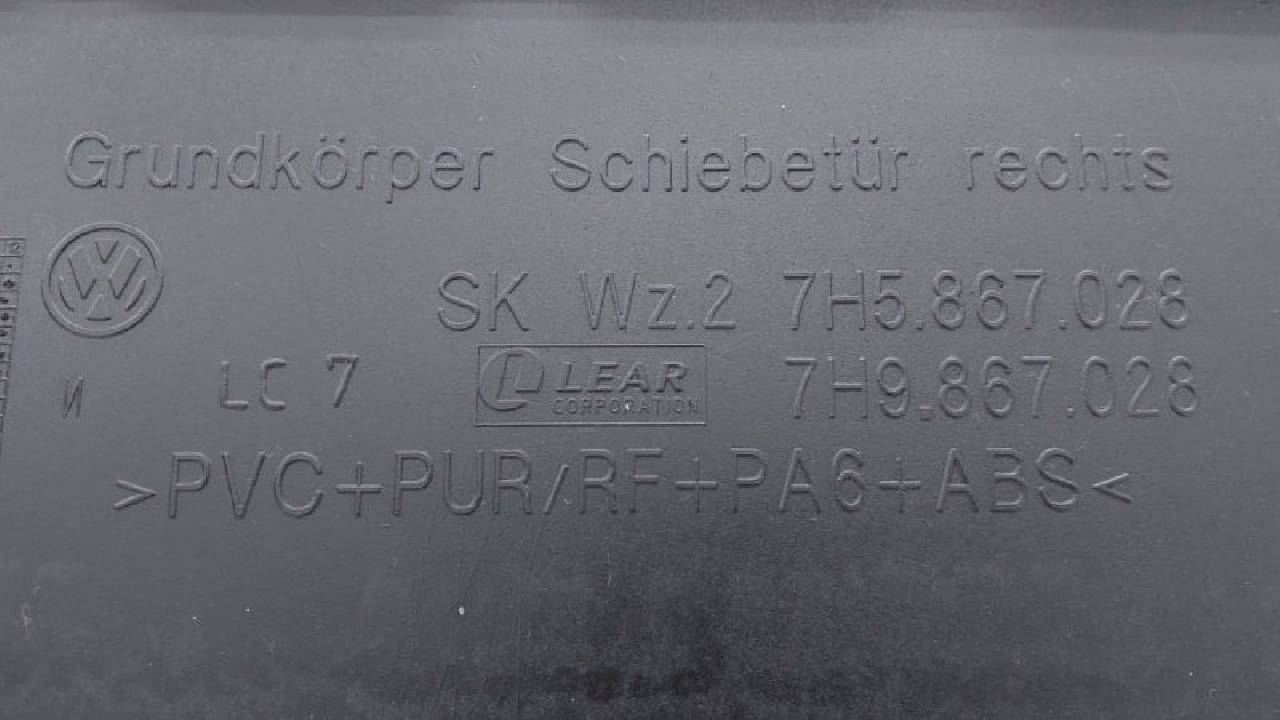 Grundkörper Schiebetür rechts
SK Wz.2 7H5.867.028
LC 7 LEAR 7H9.867.028
CORPORATION
>PVC+PUR/RF+PA6+ABS<